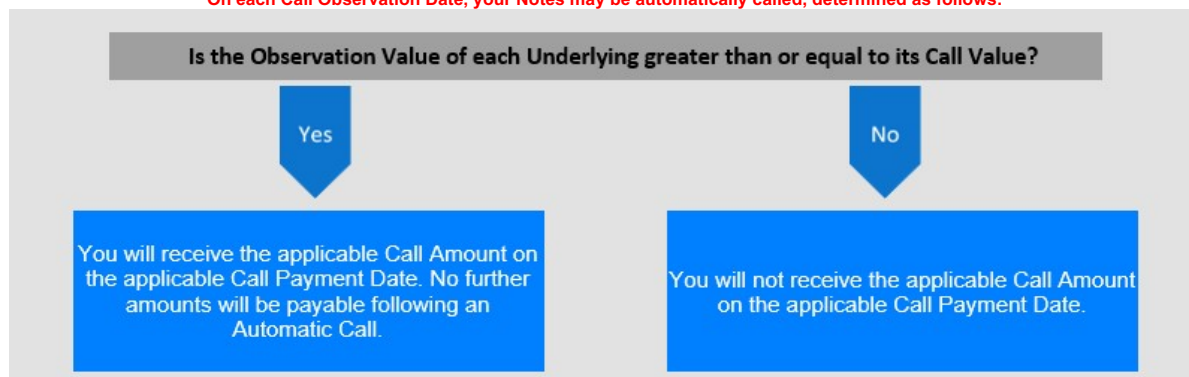 On each Call Observation Date, your Notes may be automatically called, determined as follows:
Is the Observation Value of each Underlying greater than or equal to its Call Value?
Yes
No
You will receive the applicable Call Amount on
the applicable Call Payment Date. No further
amounts will be payable following an
Automatic Call.
You will not receive the applicable Call Amount
on the applicable Call Payment Date.